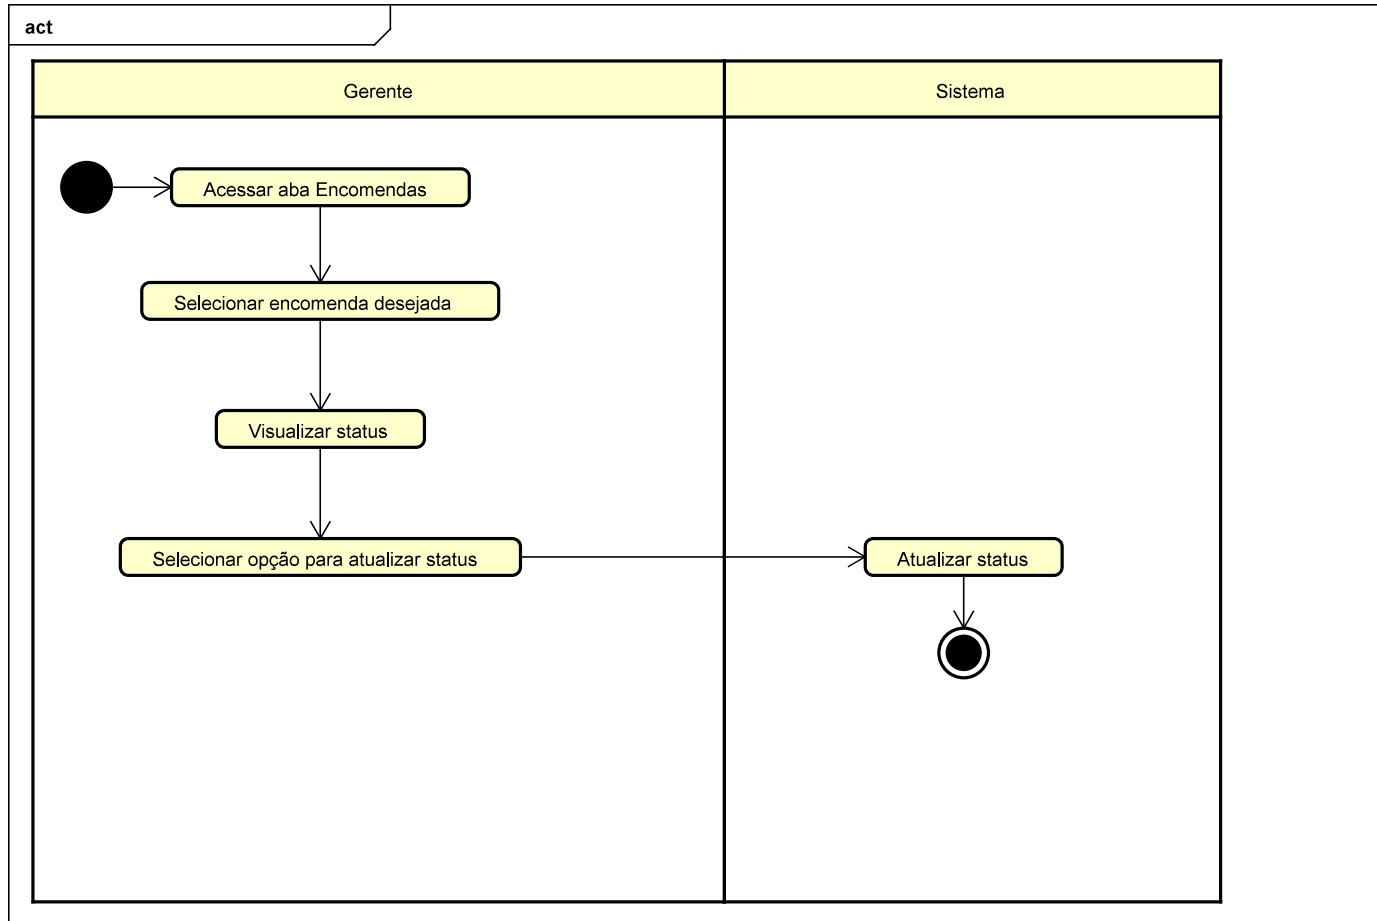 act
Gerente
Sistema
Acessar aba Encomendas
Selecionar encomenda desejada
Visualizar status
Selecionar opção para atualizar status
Atualizar status